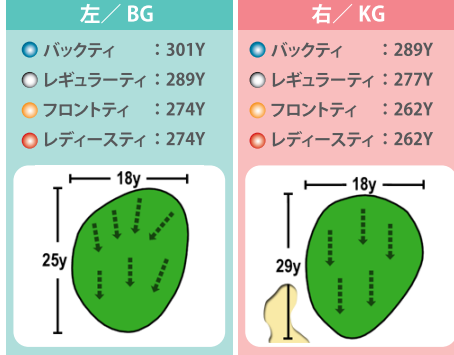 左／BG
バックティ：301Y
レギュラーティ：289Y
フロントティ：274Y
レディースティ：274Y
18y
25y
右／KG
バックティ：289Y
レギュラーティ：277Y
フロントティ：262Y
レディースティ：262Y
18y
29y